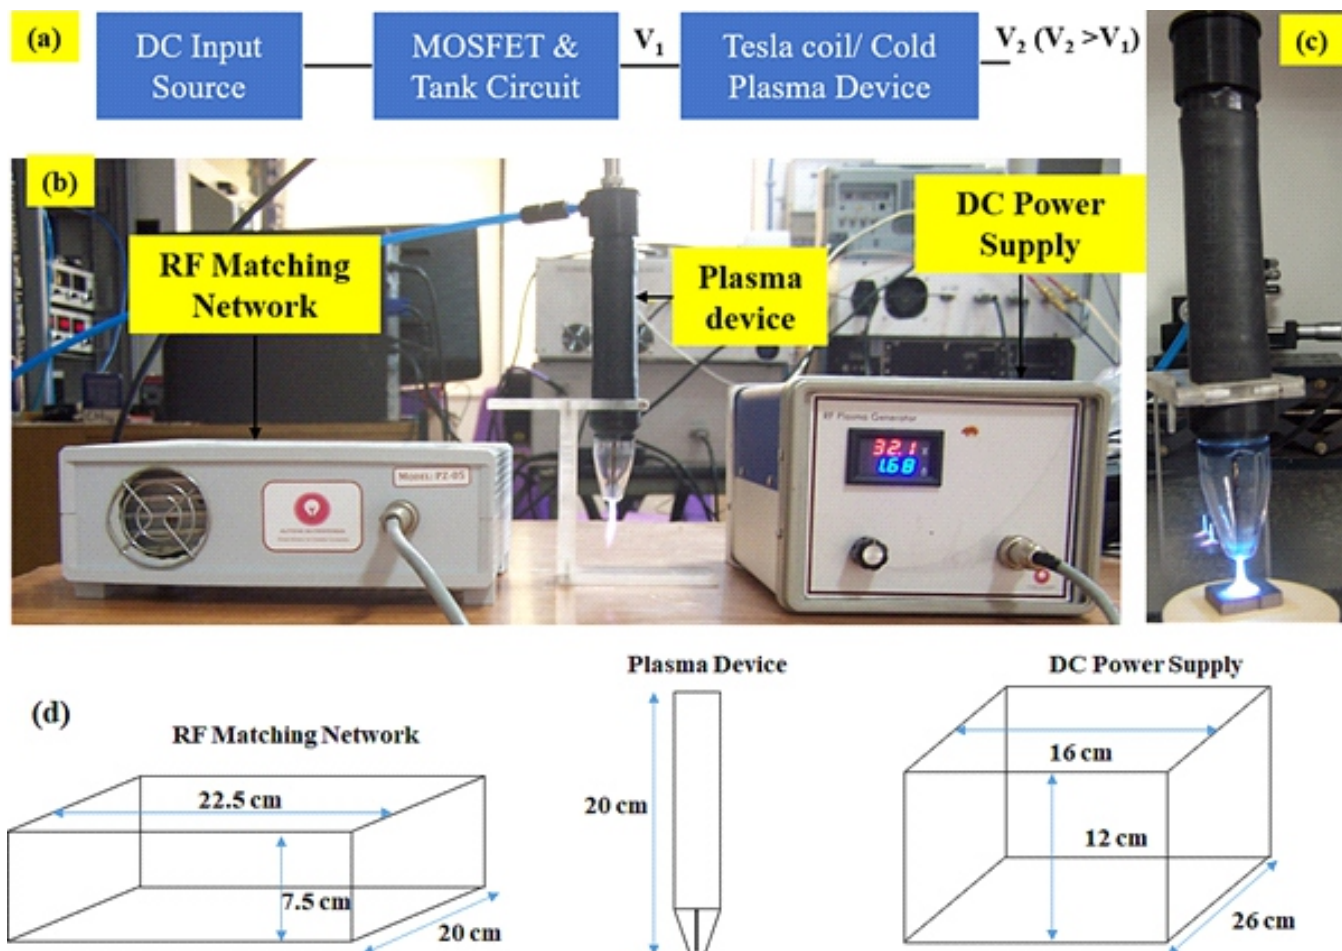 (a)
DC Input
Source
MOSFET &
Tank Circuit
V₁
Tesla coil/ Cold
Plasma Device
V₂ (V₂ >V₁)
(c)
(b)
RF Matching
Network
Plasma
device
DC Power
Supply
MODEL: PZ-05
RF Plasma Generator
32.1
1.68
(d)
RF Matching Network
22.5 cm
7.5 cm
20 cm
Plasma Device
20 cm
DC Power Supply
16 cm
12 cm
26 cm